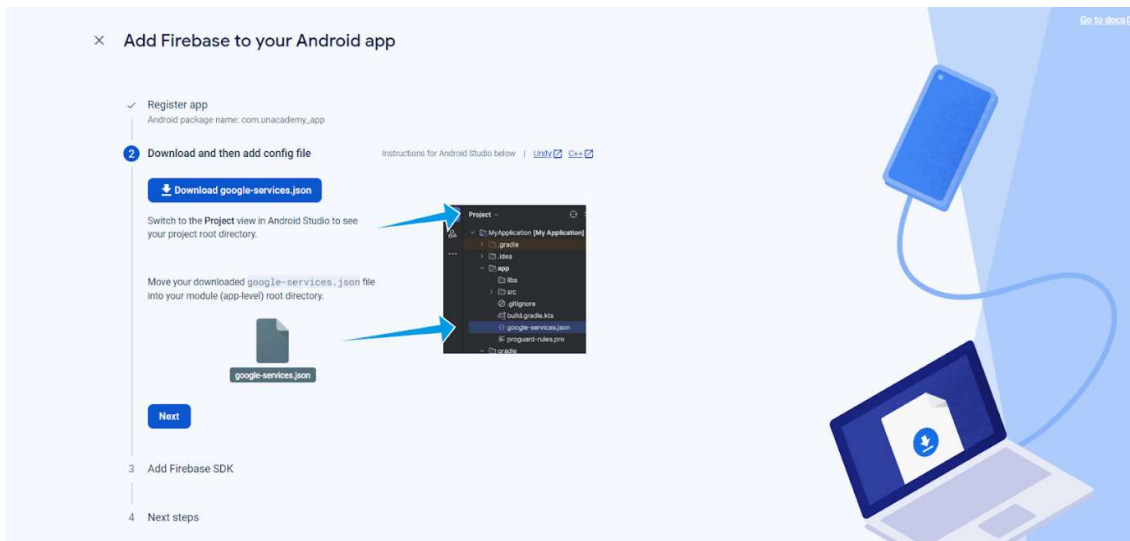 Go to docs
Add Firebase to your Android app
Register app
Android package name: com.unacademy_app
2 Download and then add config file
Instructions for Android Studio below | Unity C++
Download google-services.json
Switch to the Project view in Android Studio to see
your project root directory.
Project
MyApplication [My Application]
.gradle
.idea
app
libs
src
.gitignore
build.gradle.kts
google-services.json
proguard-rules.pro
gradle
Move your downloaded google-services.json file
into your module (app-level) root directory.
google-services.json
Next
3 Add Firebase SDK
4 Next steps